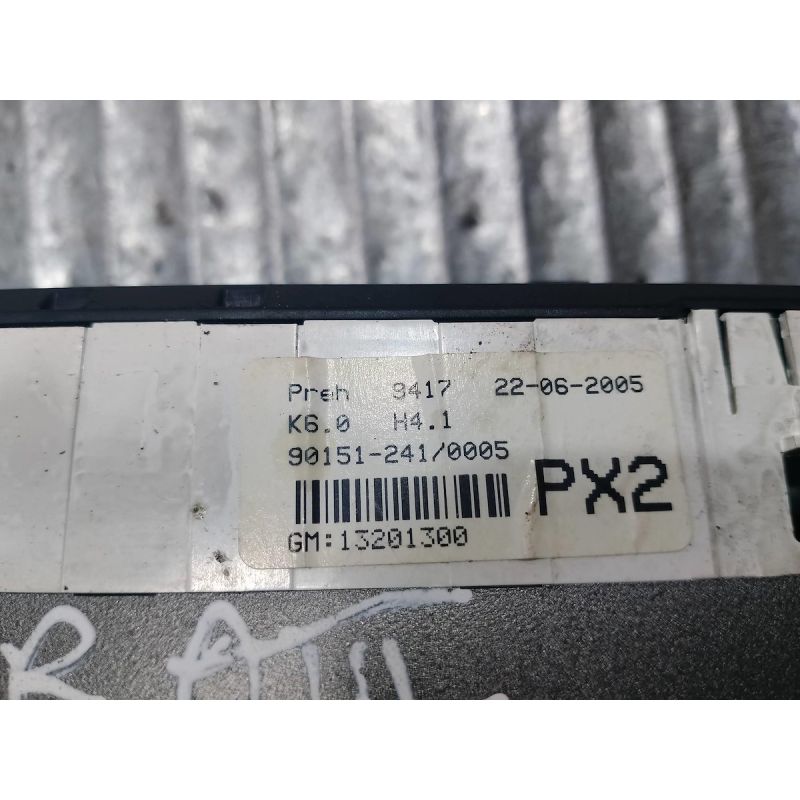 Preh 9417 22-06-2005
K6.0 H4.1
90151-241/0005
PX2
GM:13201300